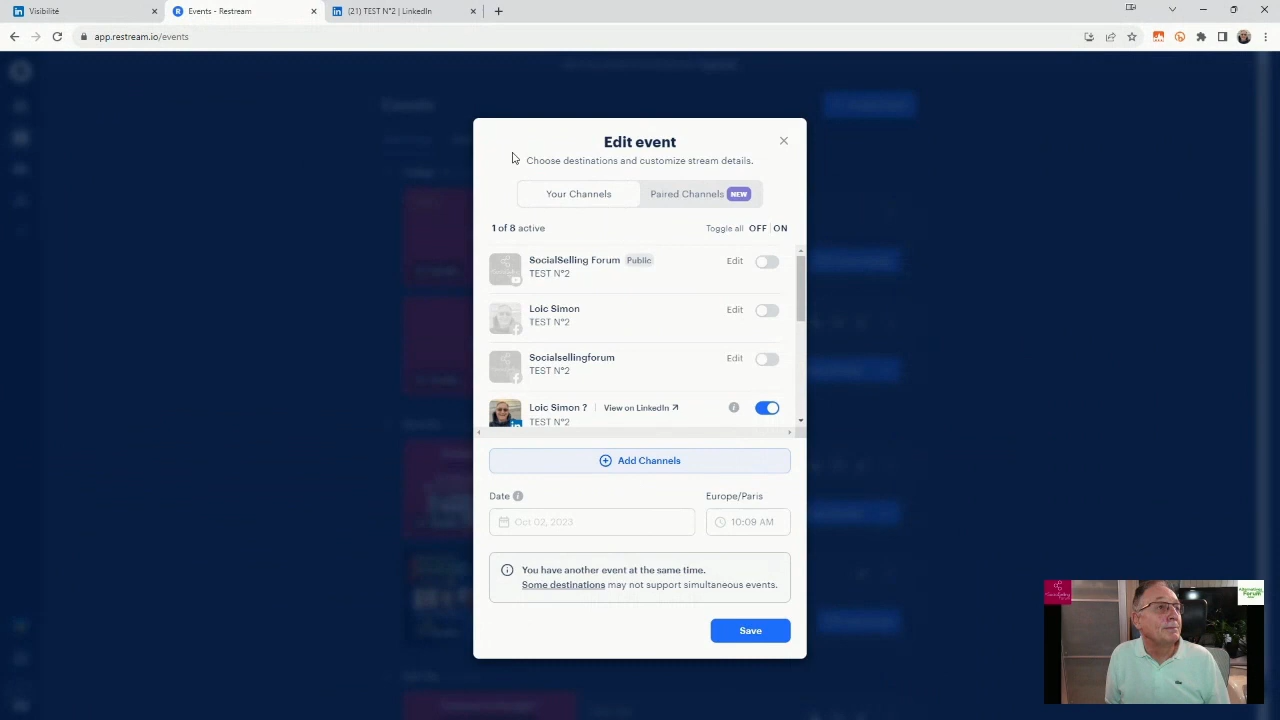 Visibilité
Events - Restream
(21) TEST N°2 | LinkedIn
app.restream.io/events
Edit event
Choose destinations and customize stream details.
Your Channels
Paired Channels NEW
1 of 8 active
Toggle all OFF ON
SocialSelling Forum Public
Edit
TEST N°2
Loic Simon
Edit
TEST N°2
Socialsellingforum
Edit
TEST N°2
Loic Simon ? View on LinkedIn
TEST N°2
Add Channels
Date
Europe/Paris
Oct 02, 2023
10:09 AM
You have another event at the same time.
Some destinations may not support simultaneous events.
Save